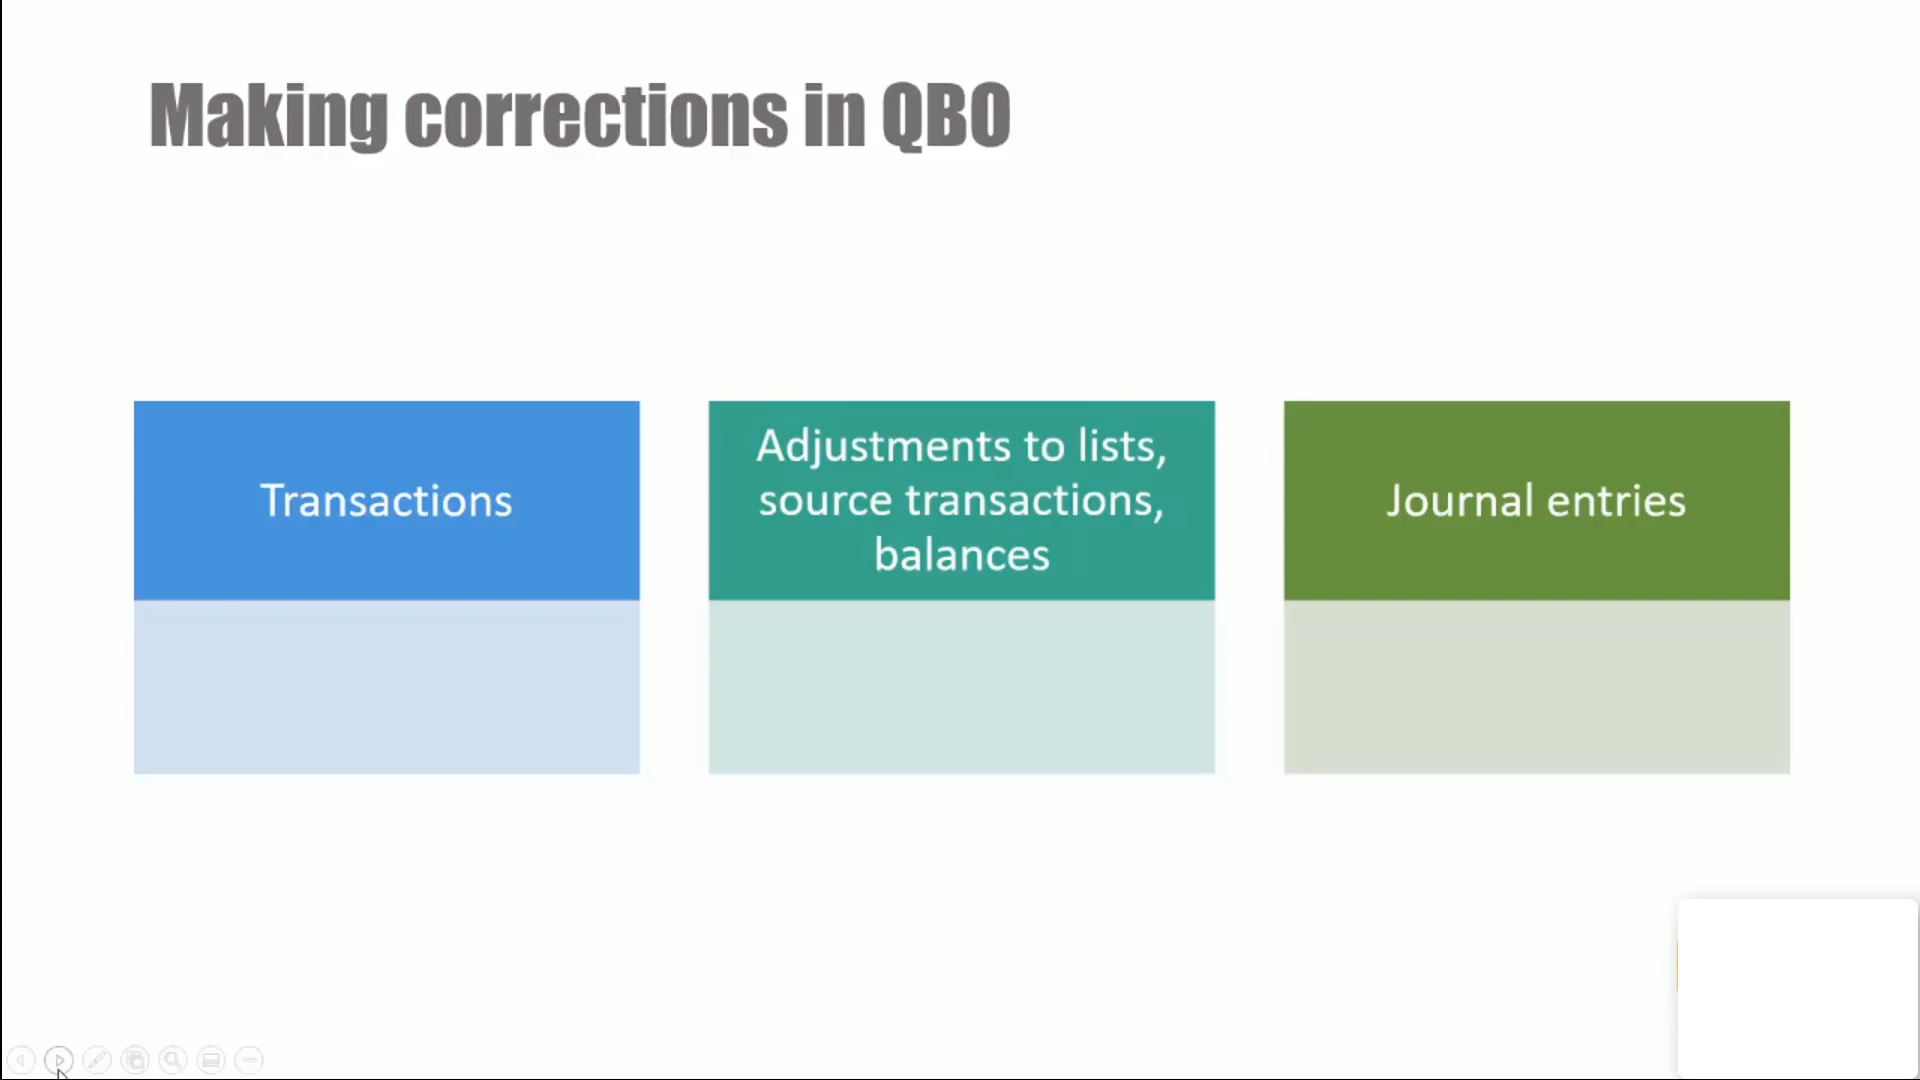 Making corrections in QBO
Transactions
Adjustments to lists,
source transactions,
balances
Journal entries